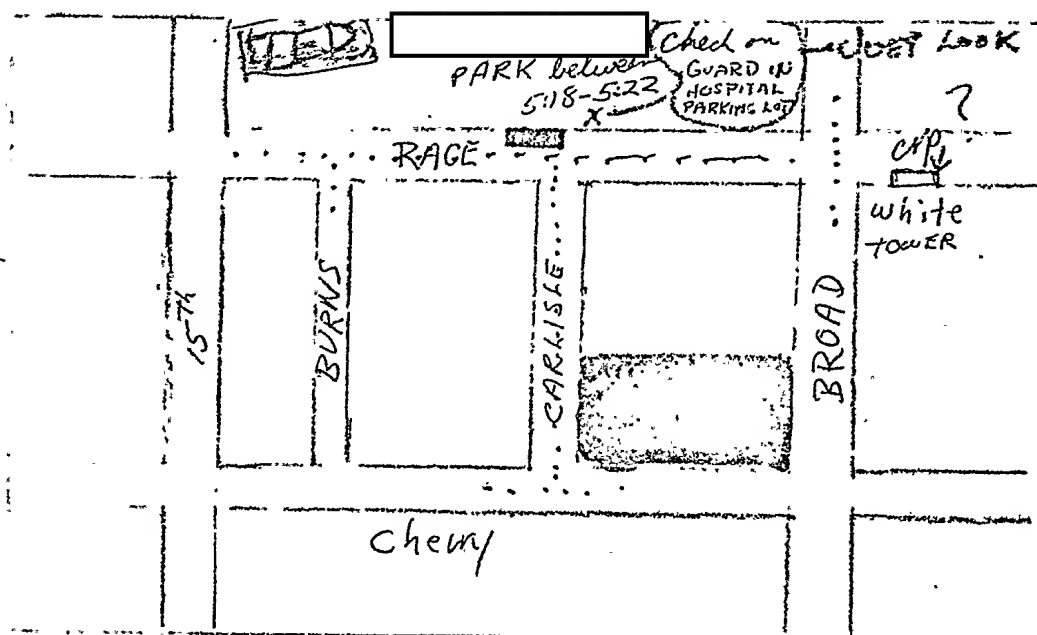 Check on
LOOK
PARK between
GUARD IN
5:18-5:22
HOSPITAL
X
PARKING LOT
?
RAGE
white
TOWER
15TH
BURNS
CARLISLE
BROAD
Cherry